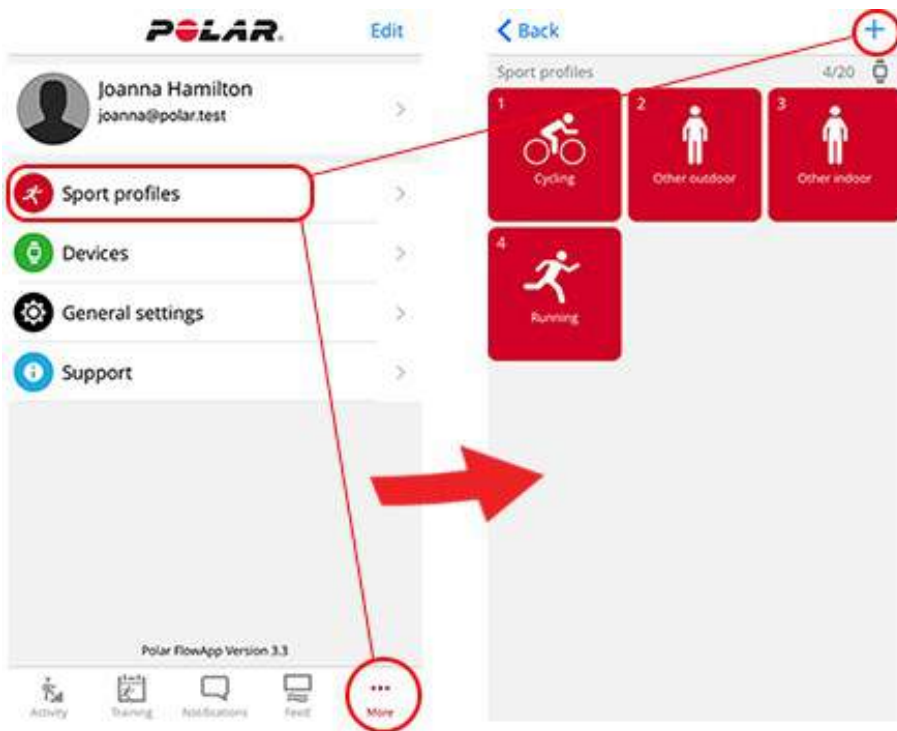 POLAR.
Edit
Joanna Hamilton
joanna@polar.test
Sport profiles
Devices
General settings
Support
Polar FlowApp Version 3.3
Activity
Training
Notifications
Feed
More
Back
+
Sport profiles
4/20
1
Cycling
2
Other outdoor
3
Other indoor
4
Running